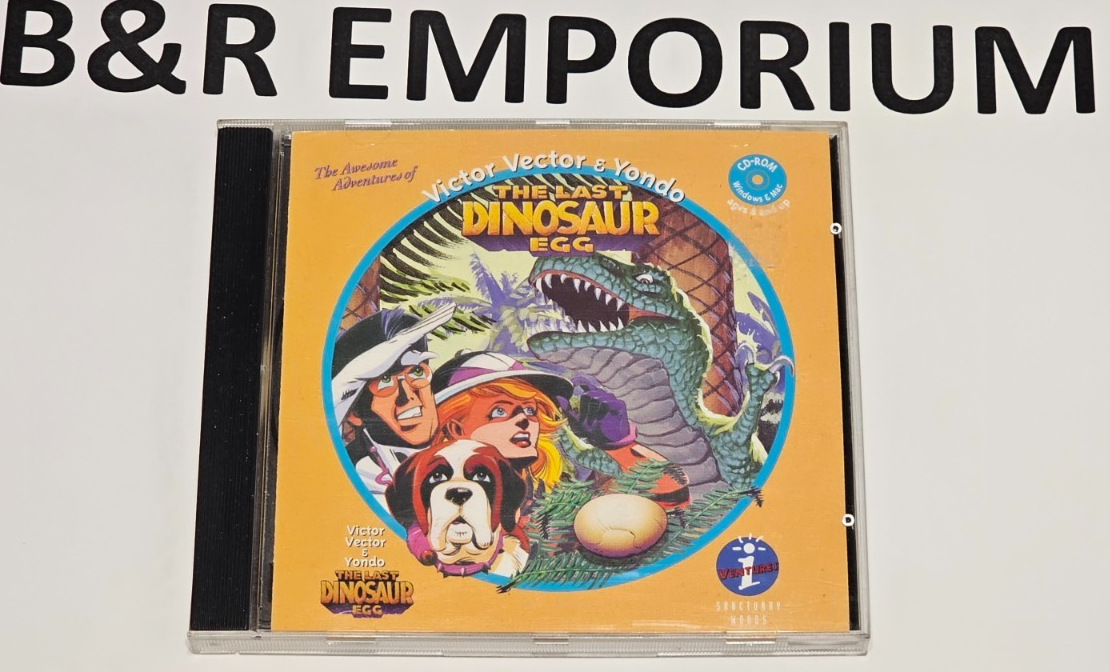 B&R EMPORIUM
The Awesome
Adventures of
Victor Vector & Yondo
THE LAST
DINOSAUR
EGG
CD-ROM
Windows & Mac
ages 8 and up
Victor
Vector
&
Yondo
THE LAST
DINOSAUR
EGG
i
VENTURES
SANCTUARY
WOODS